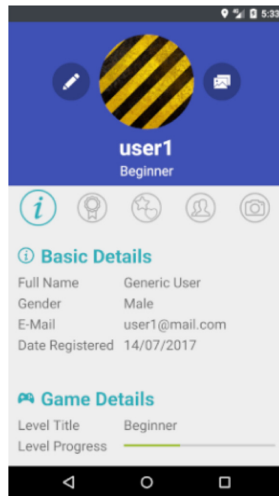 5:33
user1
Beginner
i
i Basic Details
Full Name Generic User
Gender Male
E-Mail user1@mail.com
Date Registered 14/07/2017
Game Details
Level Title Beginner
Level Progress